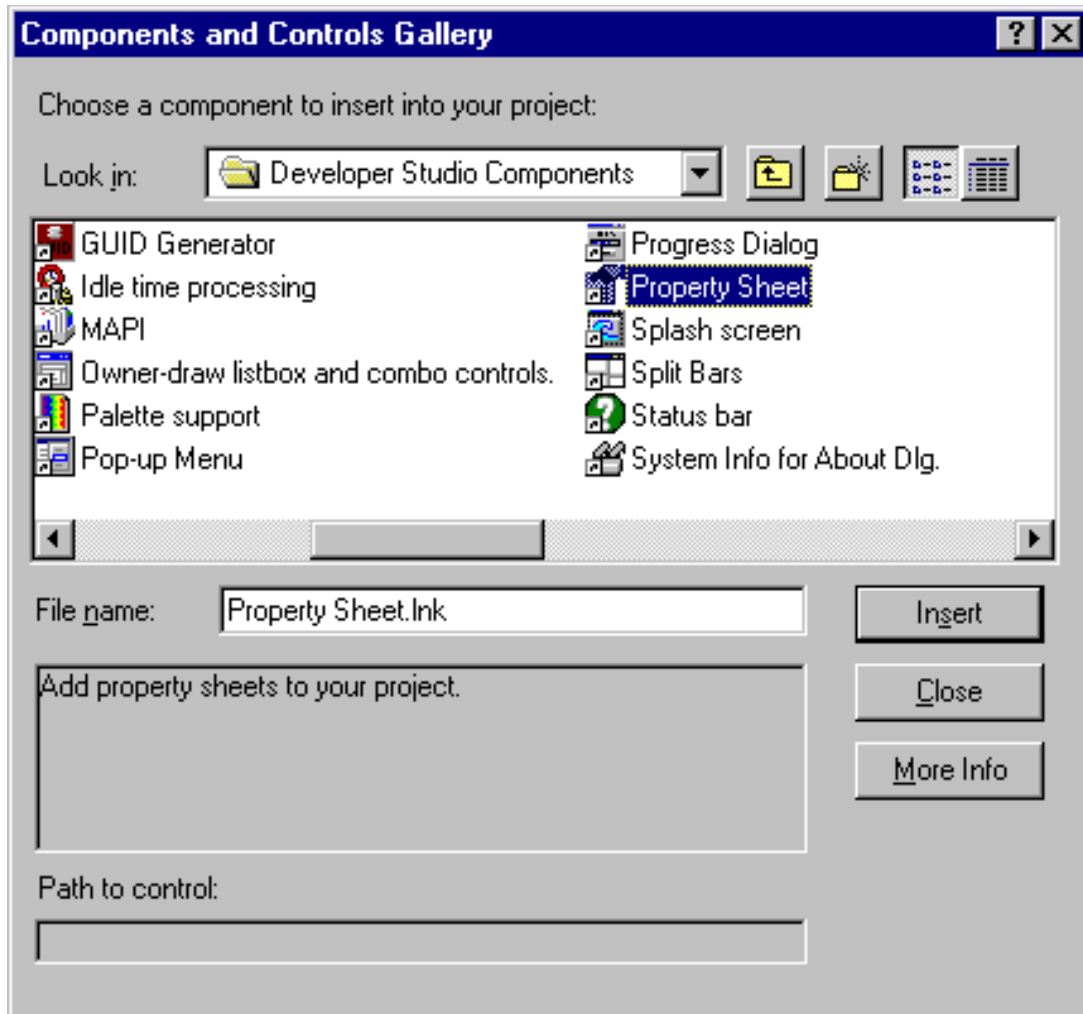 Components and Controls Gallery
Choose a component to insert into your project:
Look in: Developer Studio Components
GUID Generator
Idle time processing
MAPI
Owner-draw listbox and combo controls.
Palette support
Pop-up Menu
Progress Dialog
Property Sheet
Splash screen
Split Bars
Status bar
System Info for About Dlg.
File name: Property Sheet.lnk
Insert
Add property sheets to your project.
Close
More Info
Path to control: